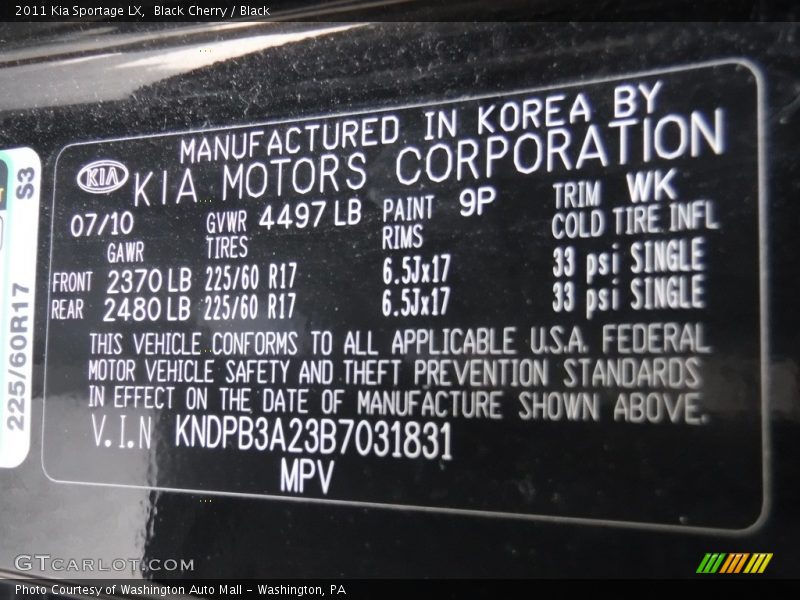 2011 Kia Sportage LX, Black Cherry / Black
MANUFACTURED IN KOREA BY
KIA KIA MOTORS CORPORATION
07/10 GVWR 4497 LB PAINT 9P TRIM WK
GAWR TIRES RIMS COLD TIRE INFL
FRONT 2370 LB 225/60 R17 6.5Jx17 33 psi SINGLE
REAR 2480 LB 225/60 R17 6.5Jx17 33 psi SINGLE
THIS VEHICLE CONFORMS TO ALL APPLICABLE U.S.A. FEDERAL
MOTOR VEHICLE SAFETY AND THEFT PREVENTION STANDARDS
IN EFFECT ON THE DATE OF MANUFACTURE SHOWN ABOVE.
V.I.N KNDPB3A23B7031831
MPV
225/60R17 S3
GTCARLOT.COM
Photo Courtesy of Washington Auto Mall - Washington, PA